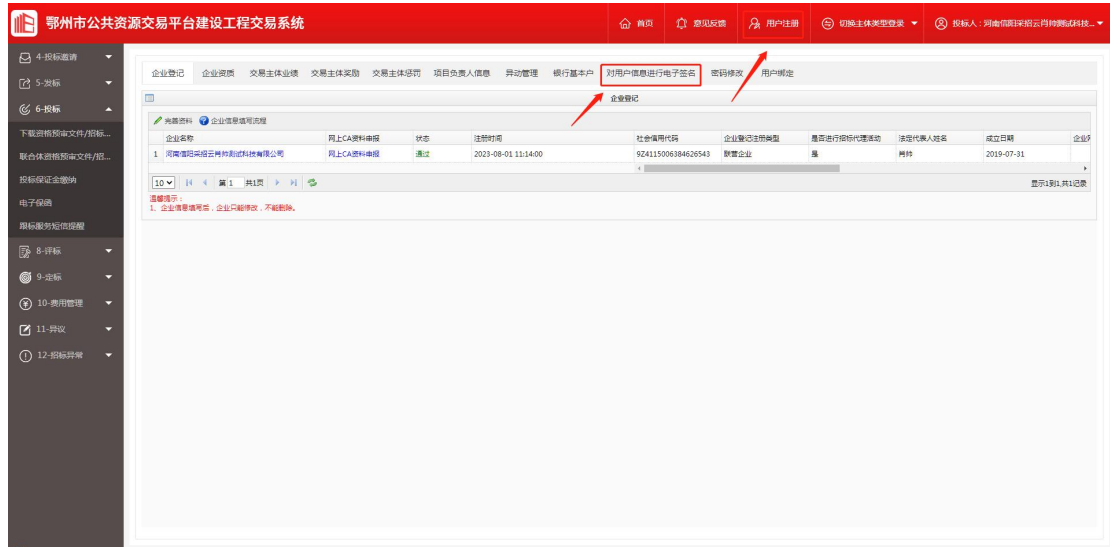 鄂州市公共资源交易平台建设工程交易系统
首页 意见反馈 用户注册 切换主体类型登录 投标人：河南信阳采招云肖帅测试科技...
4-投标邀请
5-发标
6-投标
下载资格预审文件/招标...
联合体资格预审文件/招...
投标保证金缴纳
电子保函
跟标服务短信提醒
8-评标
9-定标
10-费用管理
11-异议
12-招标异常
企业登记 企业资质 交易主体业绩 交易主体奖励 交易主体惩罚 项目负责人信息 异动管理 银行基本户 对用户信息进行电子签名 密码修改 用户绑定
企业登记
完善资料 企业信息填写流程
企业名称 网上CA资料申报 状态 注册时间 社会信用代码 企业登记注册类型 是否进行招标代理活动 法定代表人姓名 成立日期
1 河南信阳采招云肖帅测试科技有限公司 网上CA资料申报 通过 2023-08-01 11:14:00 9Z4115006384626543 联营企业 是 肖帅 2019-07-31
10 第 1 共1页 显示1到1,共1记录
温馨提示：
1、企业信息填写后，企业只能修改，不能删除。